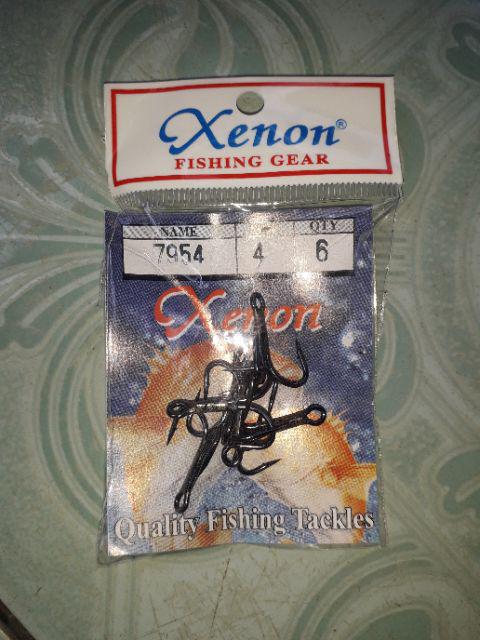 Xenon®
FISHING GEAR
NAME QTY
7954 4 6
Xenon
Quality Fishing Tackles